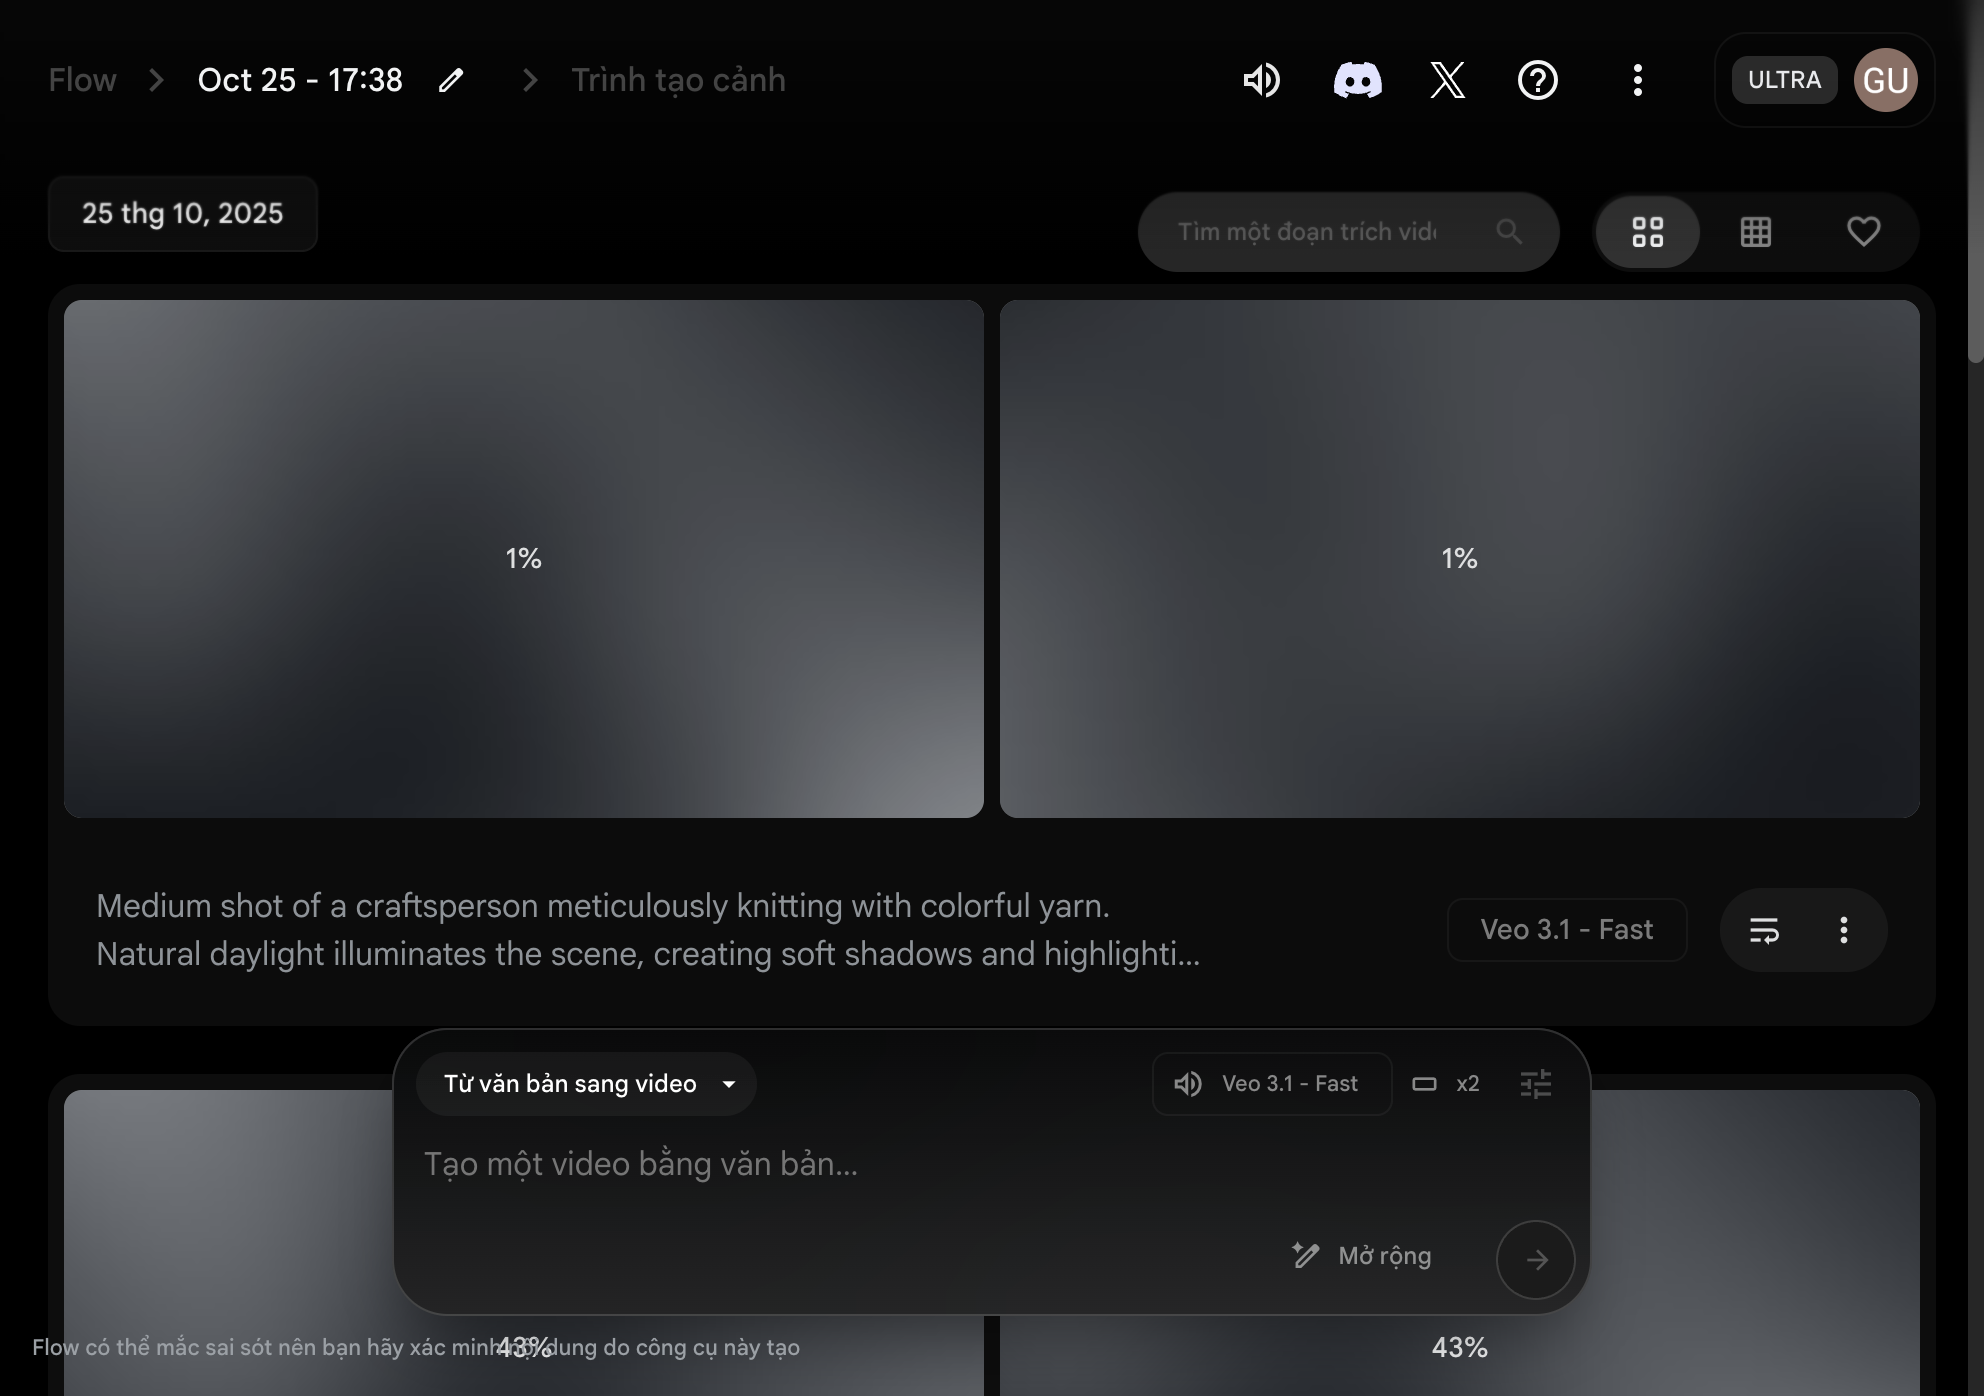 Flow
Oct 25 - 17:38
Trình tạo cảnh
ULTRA
GU
25 thg 10, 2025
Tìm một đoạn trích vid
1%
1%
Medium shot of a craftsperson meticulously knitting with colorful yarn.
Natural daylight illuminates the scene, creating soft shadows and highlighti...
Veo 3.1 - Fast
Từ văn bản sang video
Veo 3.1 - Fast
x2
Tạo một video bằng văn bản...
Mở rộng
Flow có thể mắc sai sót nên bạn hãy xác minh nội dung do công cụ này tạo
43%
43%